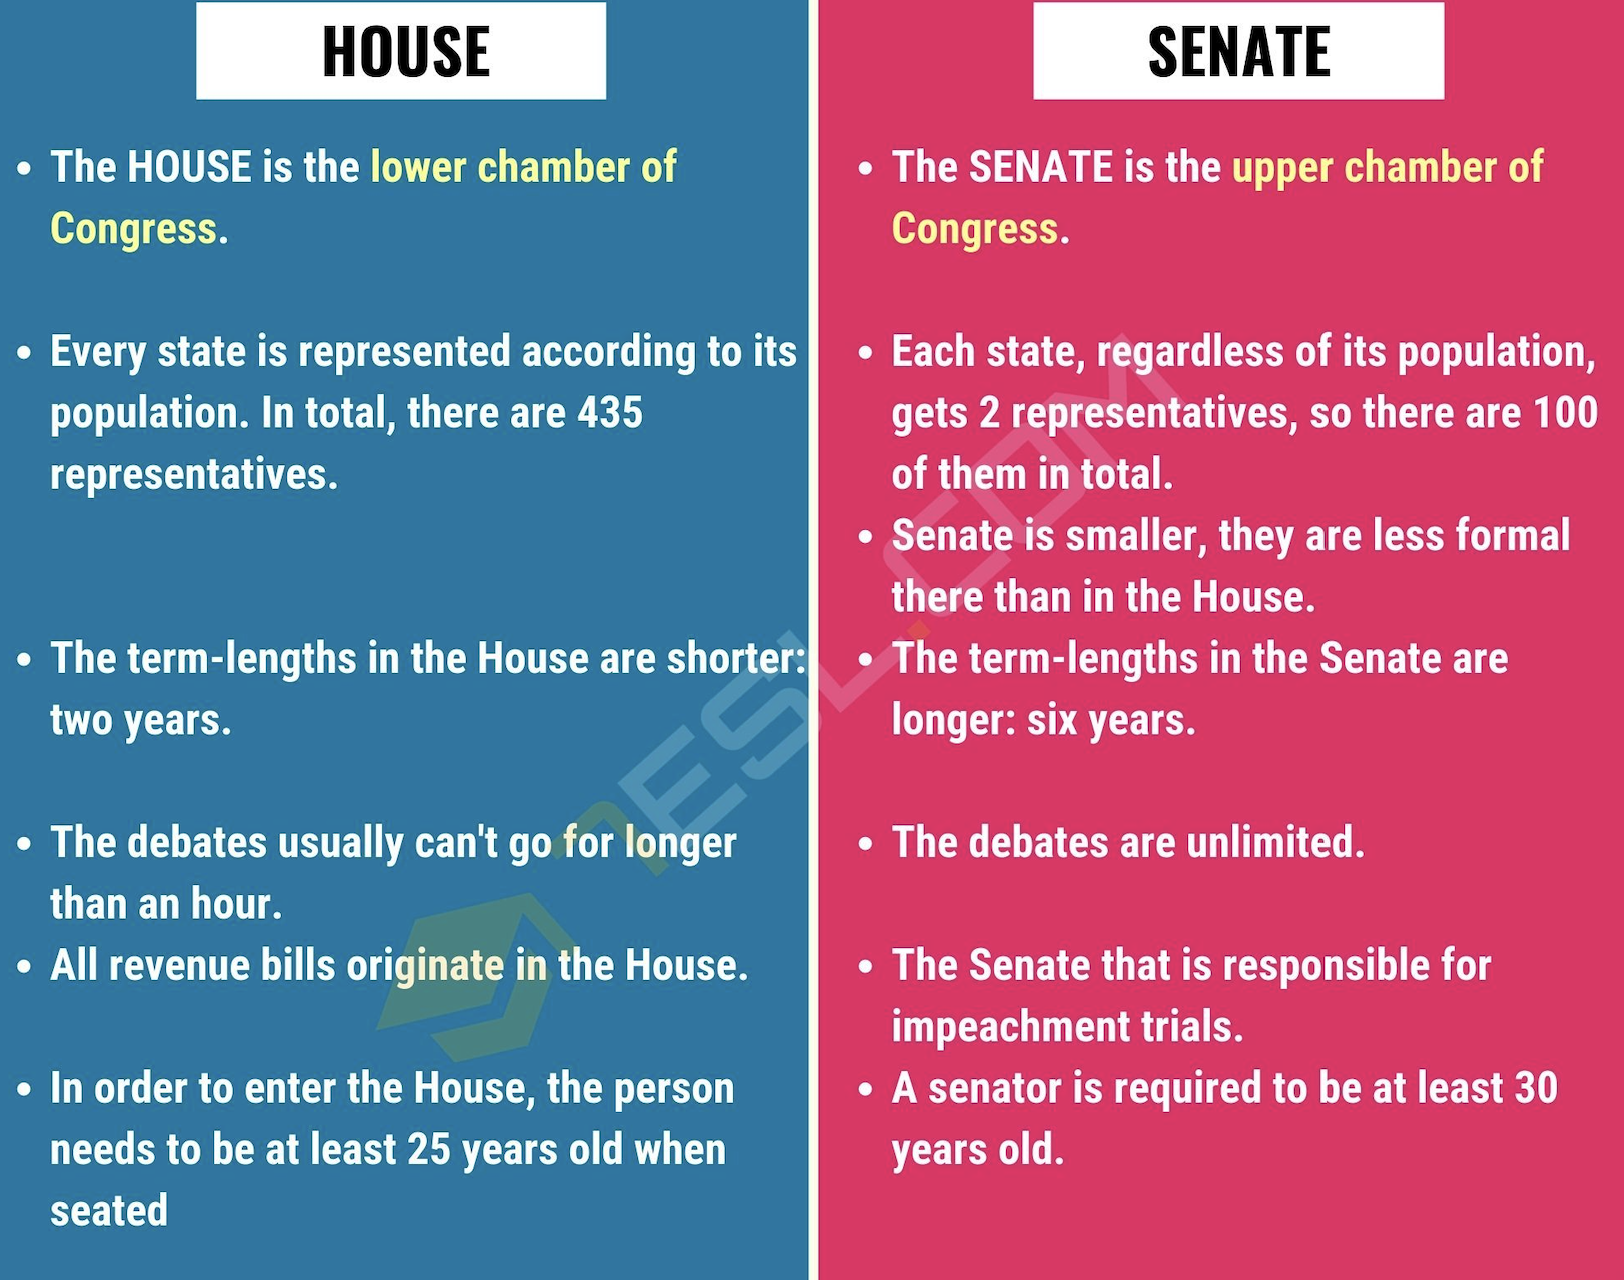 HOUSE
• The HOUSE is the lower chamber of
Congress.
• Every state is represented according to its
population. In total, there are 435
representatives.
• The term-lengths in the House are shorter:
two years.
• The debates usually can't go for longer
than an hour.
• All revenue bills originate in the House.
• In order to enter the House, the person
needs to be at least 25 years old when
seated
SENATE
• The SENATE is the upper chamber of
Congress.
• Each state, regardless of its population,
gets 2 representatives, so there are 100
of them in total.
• Senate is smaller, they are less formal
there than in the House.
• The term-lengths in the Senate are
longer: six years.
• The debates are unlimited.
• The Senate that is responsible for
impeachment trials.
• A senator is required to be at least 30
years old.
7ESL.COM